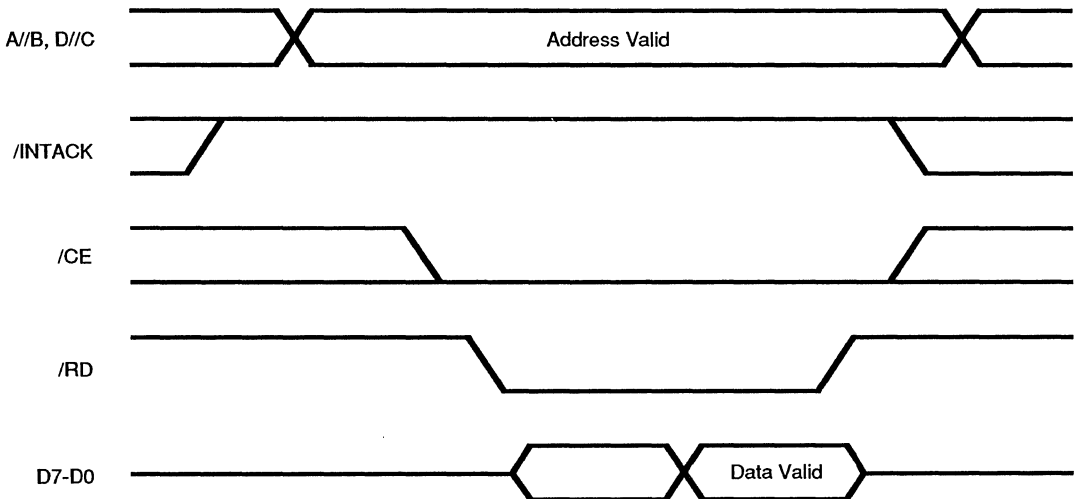 A//B, D//C
Address Valid
/INTACK
/CE
/RD
D7-D0
Data Valid